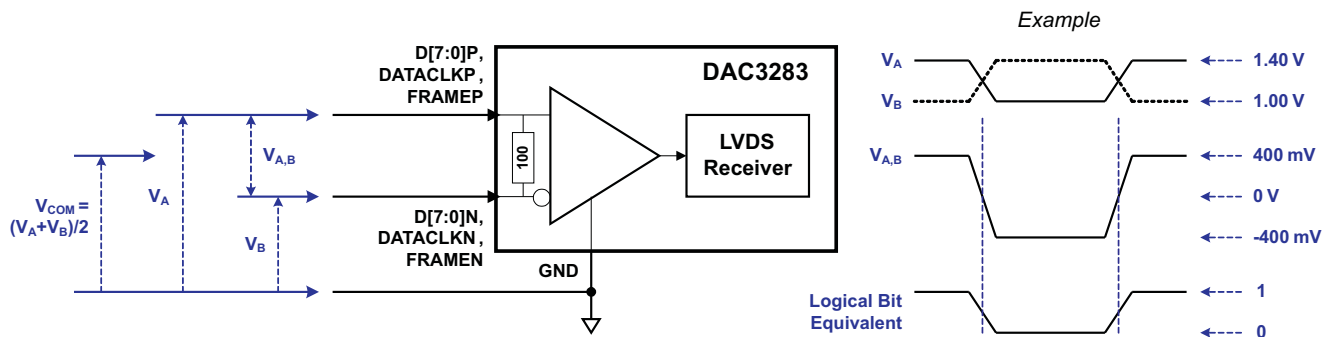 Example
D[7:0]P,
DATACLKP,
FRAMEP
DAC3283
VA
1.40 V
VB
1.00 V
100
LVDS
Receiver
VA,B
VA,B
400 mV
0 V
-400 mV
VCOM =
(VA+VB)/2
VA
VB
D[7:0]N,
DATACLKN,
FRAMEN
GND
Logical Bit
Equivalent
1
0